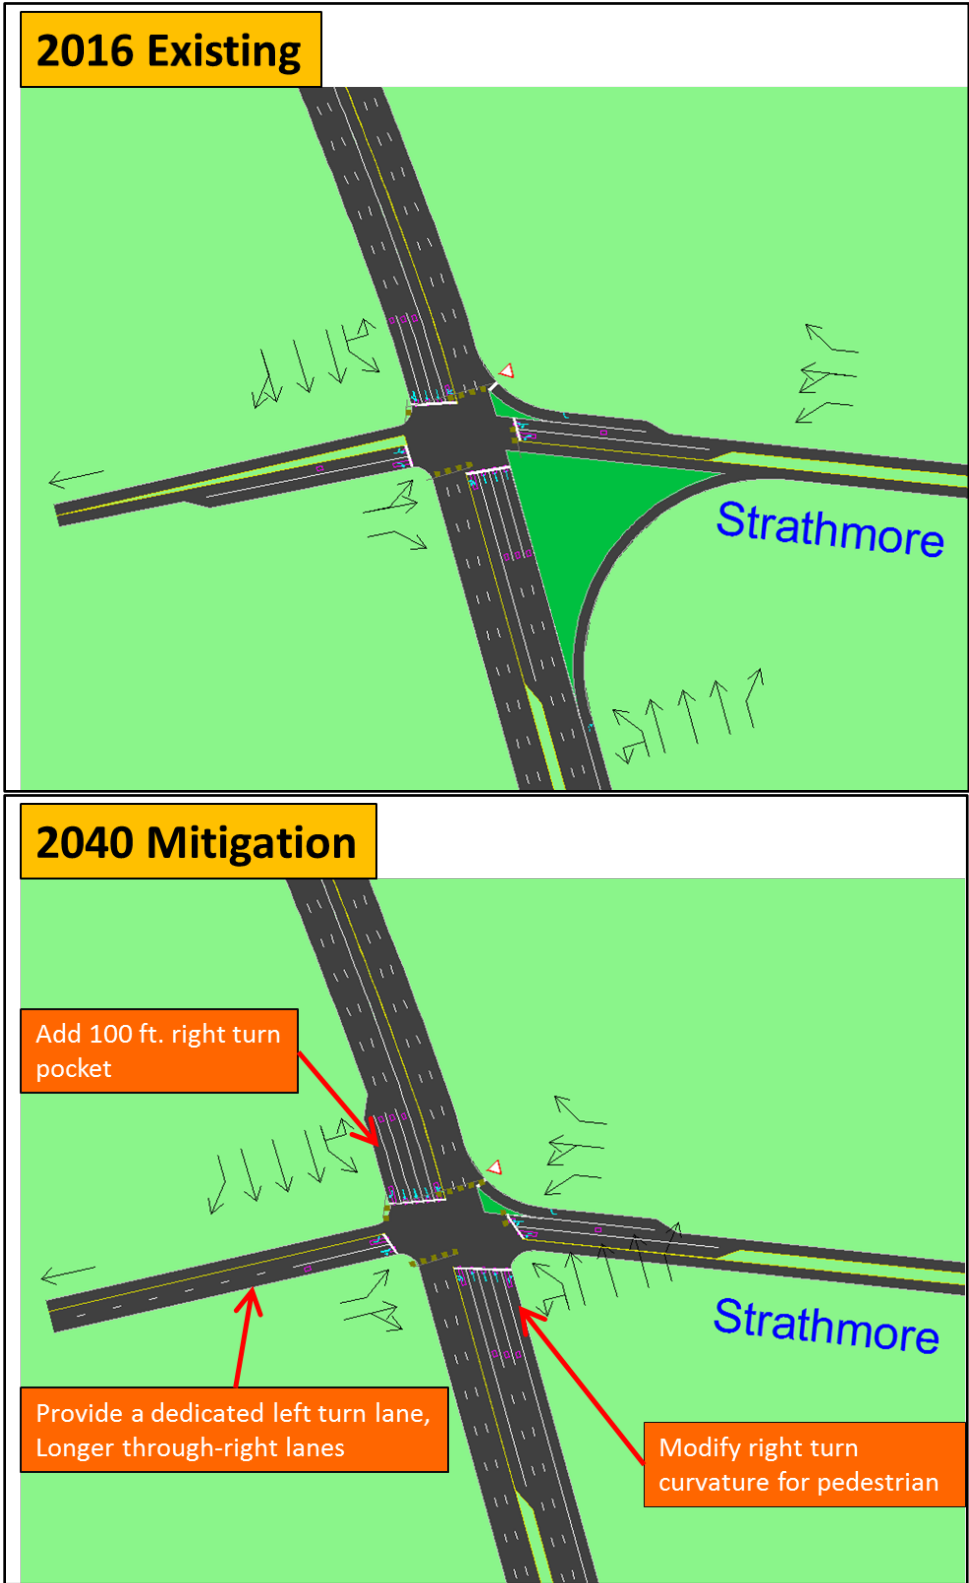 2016 Existing
Strathmore
2040 Mitigation
Add 100 ft. right turn
pocket
Strathmore
Provide a dedicated left turn lane,
Longer through-right lanes
Modify right turn
curvature for pedestrian